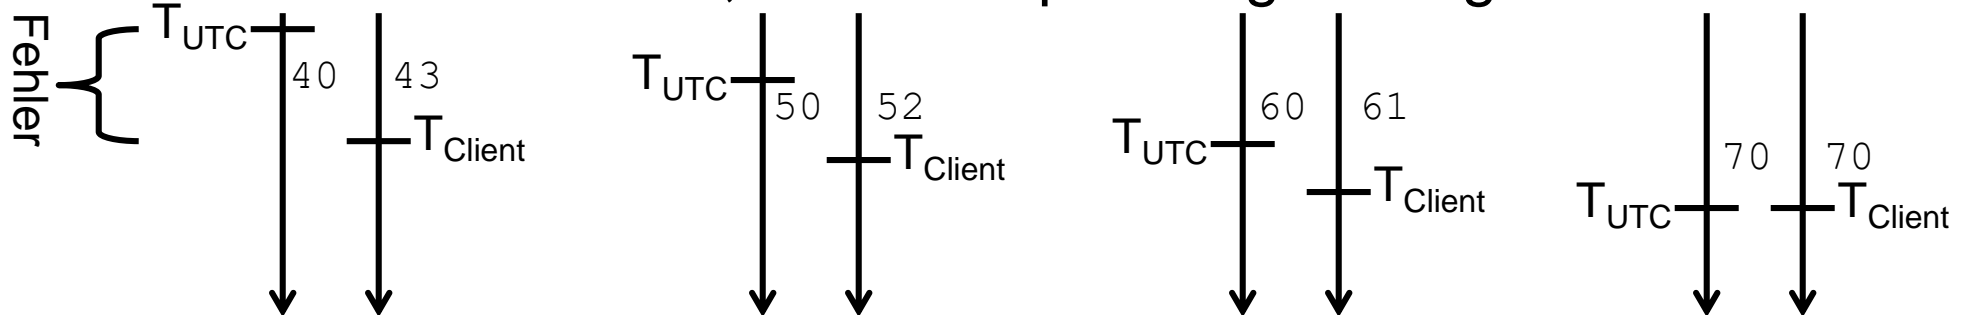 Fehler
T_UTC 40 43 T_Client
T_UTC 50 52 T_Client
T_UTC 60 61 T_Client
T_UTC 70 70 T_Client